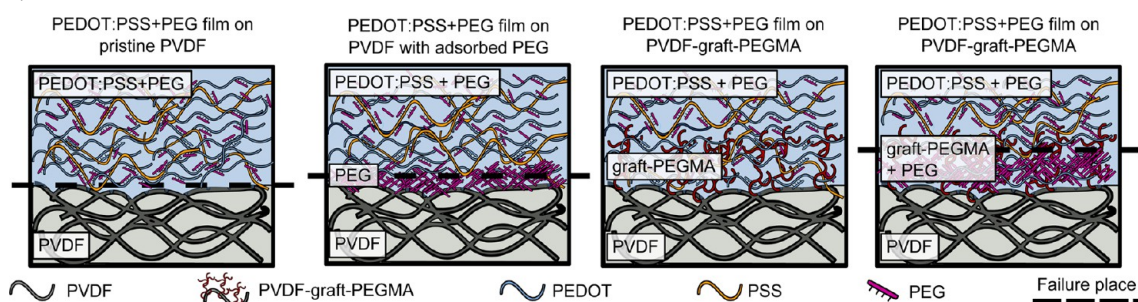 PEDOT:PSS+PEG film on
pristine PVDF
PEDOT:PSS+PEG
PVDF
PEDOT:PSS+PEG film on
PVDF with adsorbed PEG
PEDOT:PSS + PEG
PEG
PVDF
PEDOT:PSS+PEG film on
PVDF-graft-PEGMA
PEDOT:PSS + PEG
graft-PEGMA
PVDF
PEDOT:PSS+PEG film on
PVDF-graft-PEGMA
PEDOT:PSS + PEG
graft-PEGMA
+ PEG
PVDF
PVDF
PVDF-graft-PEGMA
PEDOT
PSS
PEG
Failure place